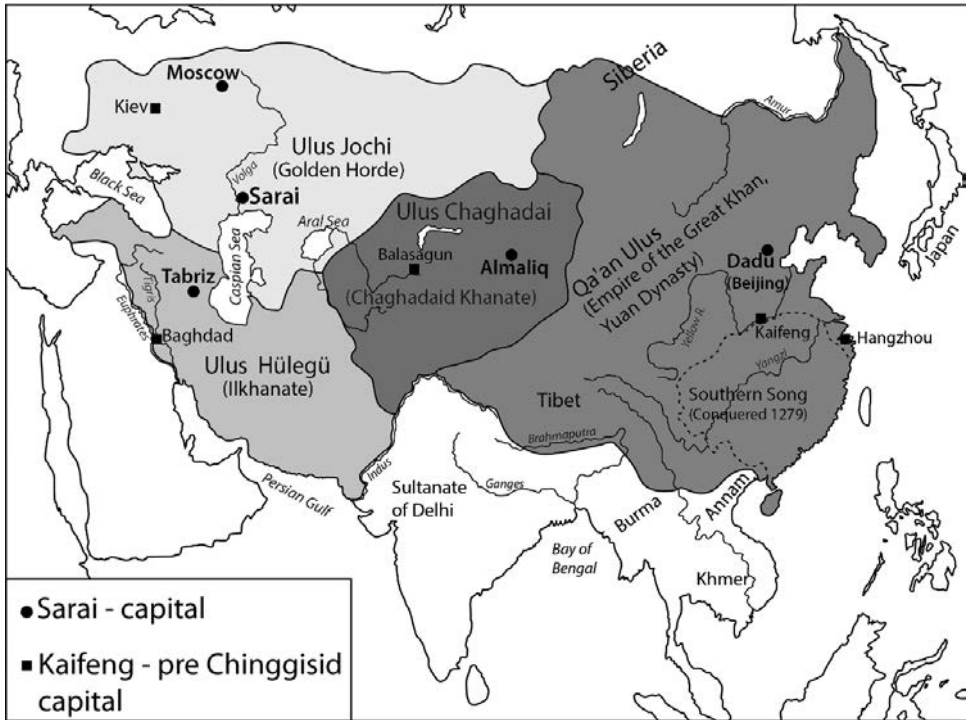 Siberia
Moscow
Kiev
Amur
Ulus Jochi
(Golden Horde)
Volga
Black Sea
Sarai
Aral Sea
Caspian Sea
Ulus Chaghadai
Balasagun
Almaliq
(Chaghadaid Khanate)
Qa'an Ulus
(Empire of the Great Khan,
Yuan Dynasty)
Japan
Dadu
(Beijing)
Tabriz
Tigris
Euphrates
Baghdad
Yellow R.
Kaifeng
Hangzhou
Yangzi
Ulus Hülegü
(Ilkhanate)
Southern Song
(Conquered 1279)
Tibet
Brahmaputra
Indus
Persian Gulf
Sultanate
of Delhi
Ganges
Burma
Annam
Bay of
Bengal
Khmer
Sarai - capital
Kaifeng - pre Chinggisid
capital